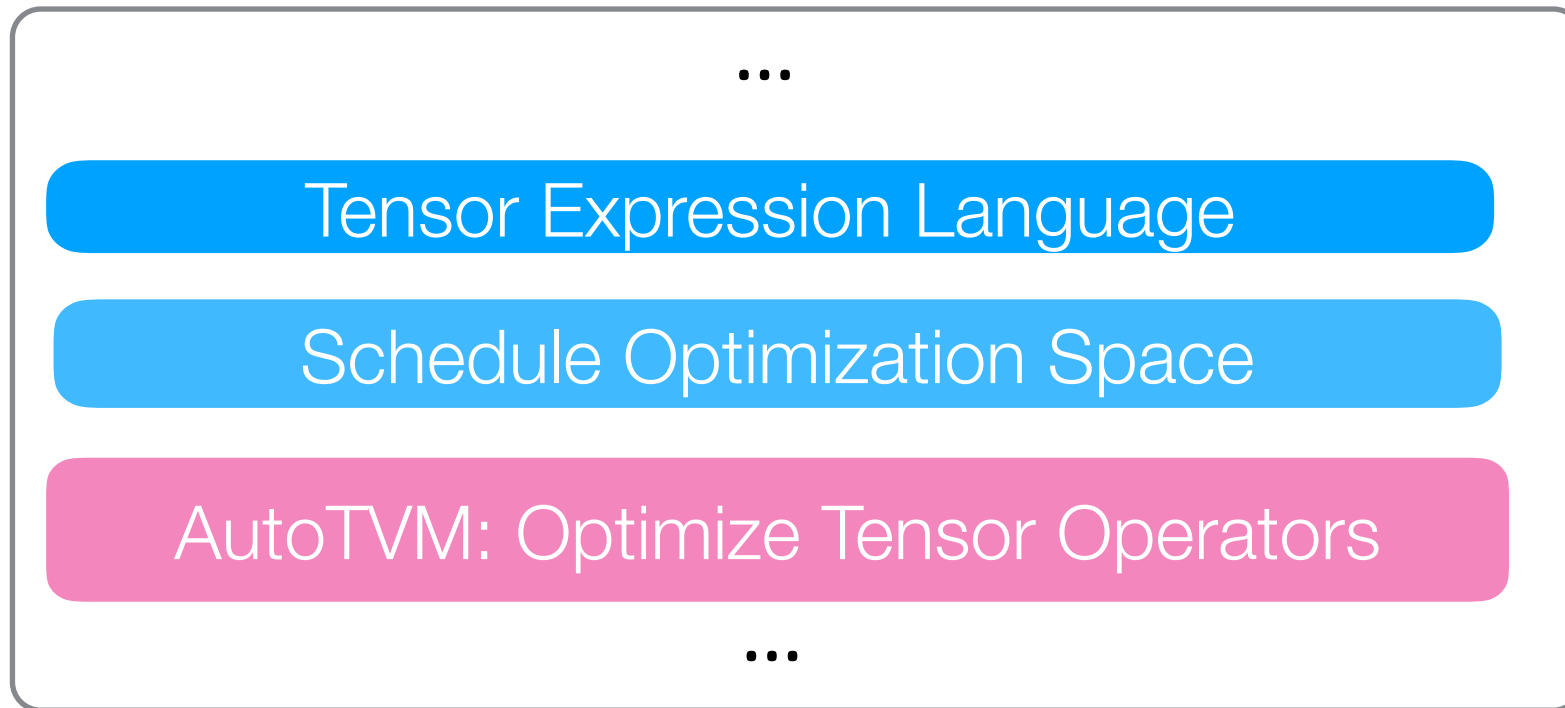 ...
Tensor Expression Language
Schedule Optimization Space
AutoTVM: Optimize Tensor Operators
...